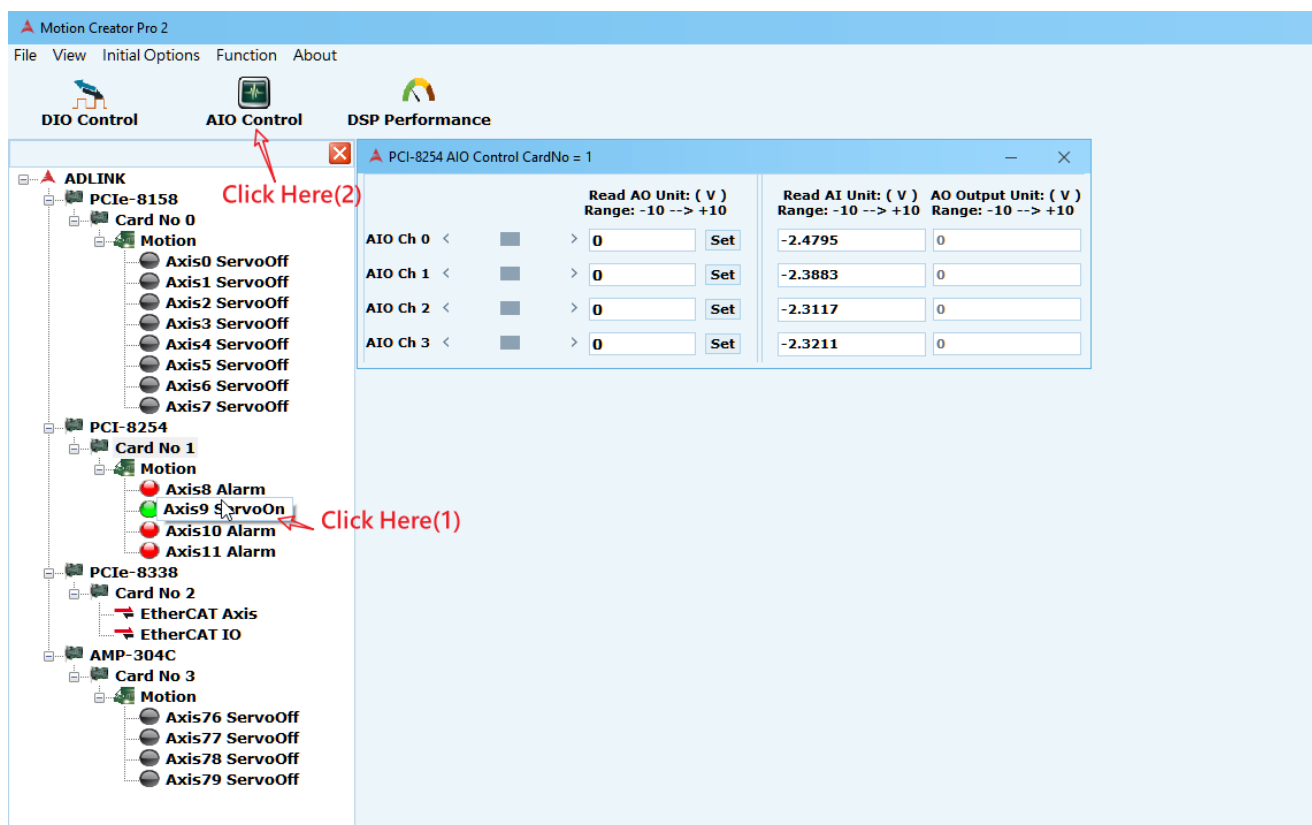 Motion Creator Pro 2
File View Initial Options Function About
DIO Control AIO Control DSP Performance
PCI-8254 AIO Control CardNo = 1
Click Here(2)
Read AO Unit: ( V ) Read AI Unit: ( V ) AO Output Unit: ( V )
Range: -10 --> +10 Range: -10 --> +10 Range: -10 --> +10
AIO Ch 0 < > 0 Set -2.4795 0
AIO Ch 1 < > 0 Set -2.3883 0
AIO Ch 2 < > 0 Set -2.3117 0
AIO Ch 3 < > 0 Set -2.3211 0
ADLINK
PCIe-8158
Card No 0
Motion
Axis0 ServoOff
Axis1 ServoOff
Axis2 ServoOff
Axis3 ServoOff
Axis4 ServoOff
Axis5 ServoOff
Axis6 ServoOff
Axis7 ServoOff
PCI-8254
Card No 1
Motion
Axis8 Alarm
Axis9 ServoOn
Click Here(1)
Axis10 Alarm
Axis11 Alarm
PCIe-8338
Card No 2
EtherCAT Axis
EtherCAT IO
AMP-304C
Card No 3
Motion
Axis76 ServoOff
Axis77 ServoOff
Axis78 ServoOff
Axis79 ServoOff